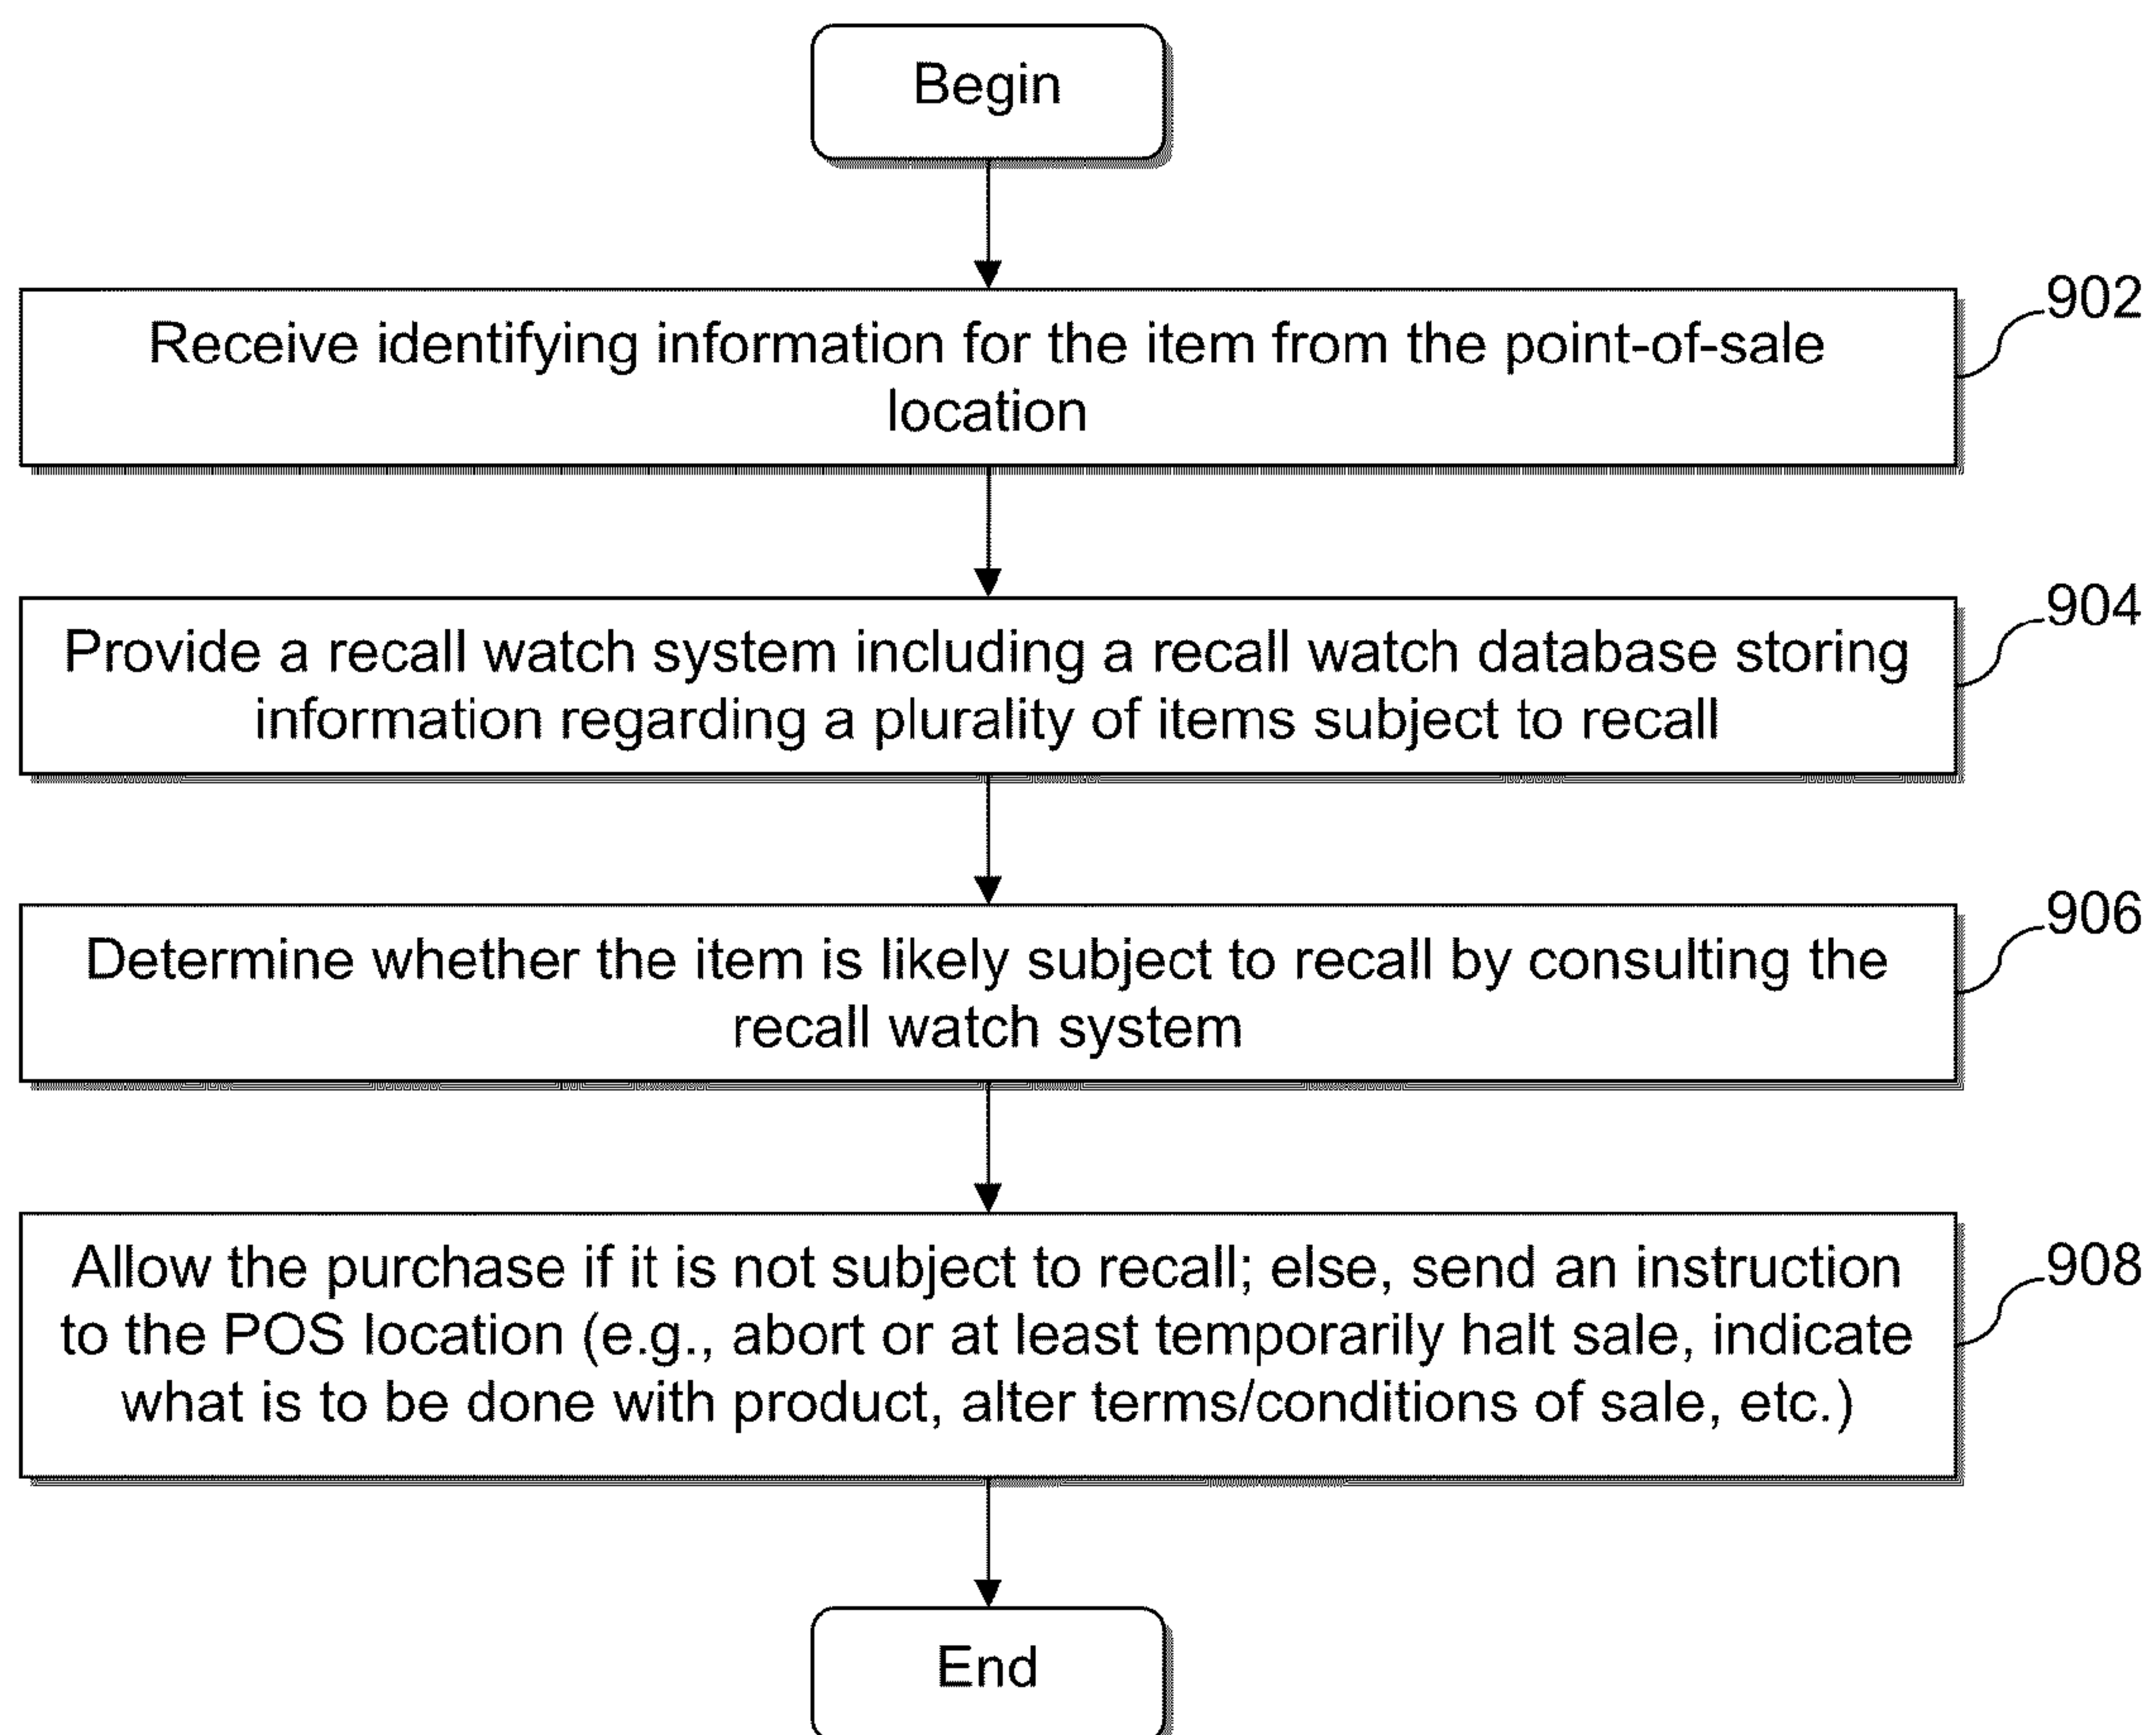 Begin
902
Receive identifying information for the item from the point-of-sale
location
904
Provide a recall watch system including a recall watch database storing
information regarding a plurality of items subject to recall
906
Determine whether the item is likely subject to recall by consulting the
recall watch system
908
Allow the purchase if it is not subject to recall; else, send an instruction
to the POS location (e.g., abort or at least temporarily halt sale, indicate
what is to be done with product, alter terms/conditions of sale, etc.)
End